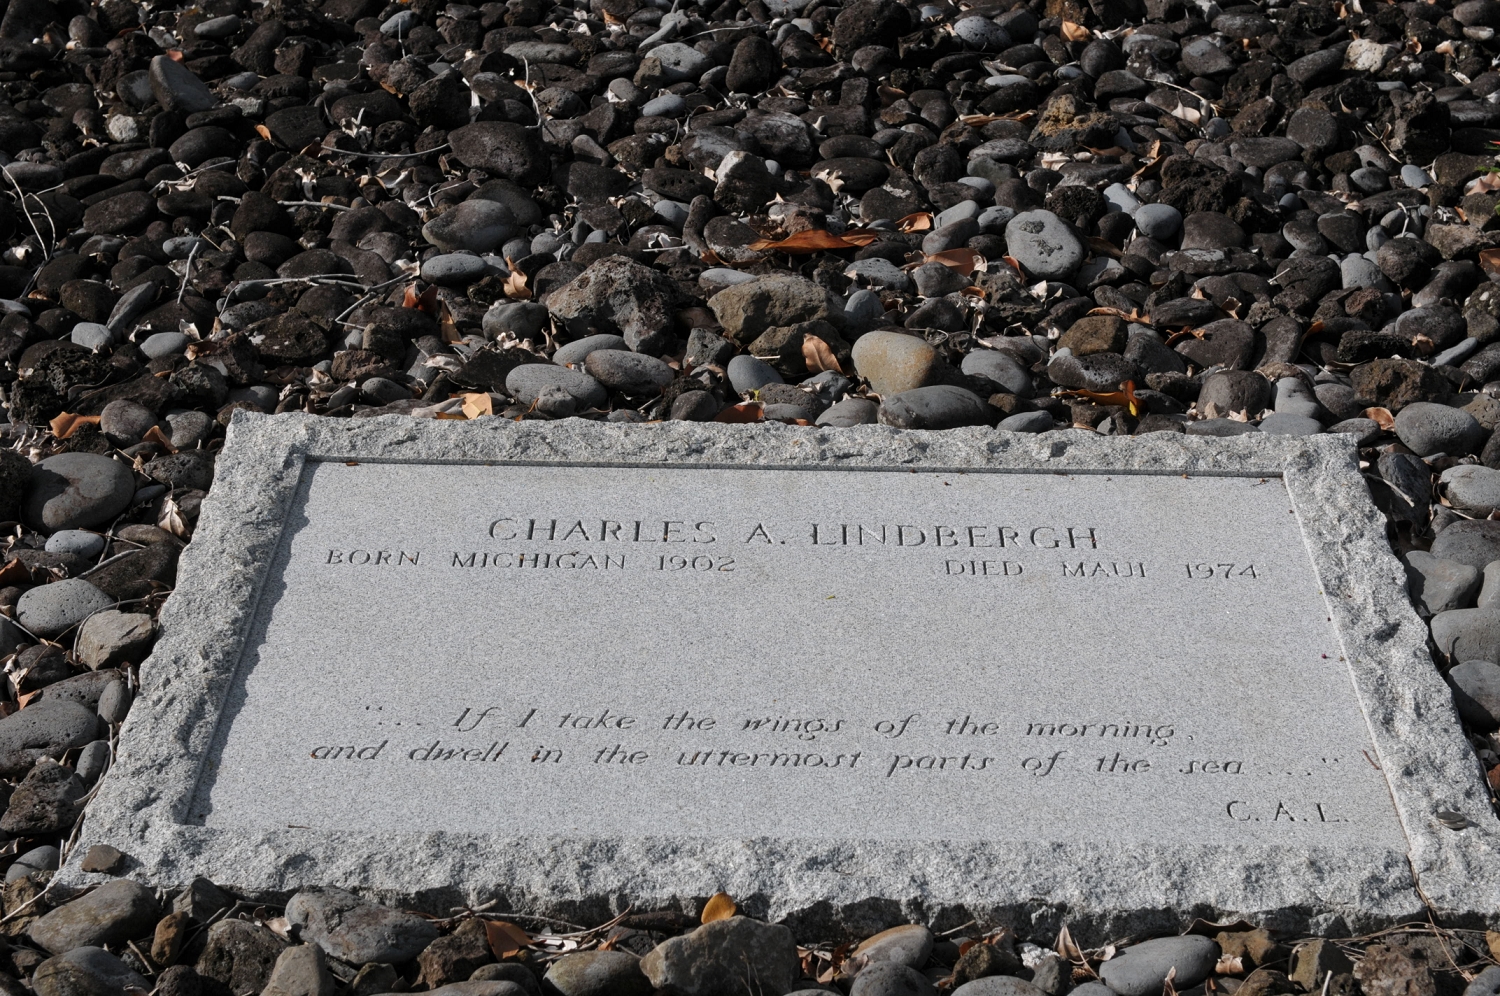 CHARLES A. LINDBERGH
BORN MICHIGAN 1902 DIED MAUI 1974
"... If I take the wings of the morning,
and dwell in the uttermost parts of the sea ...."
C.A.L.